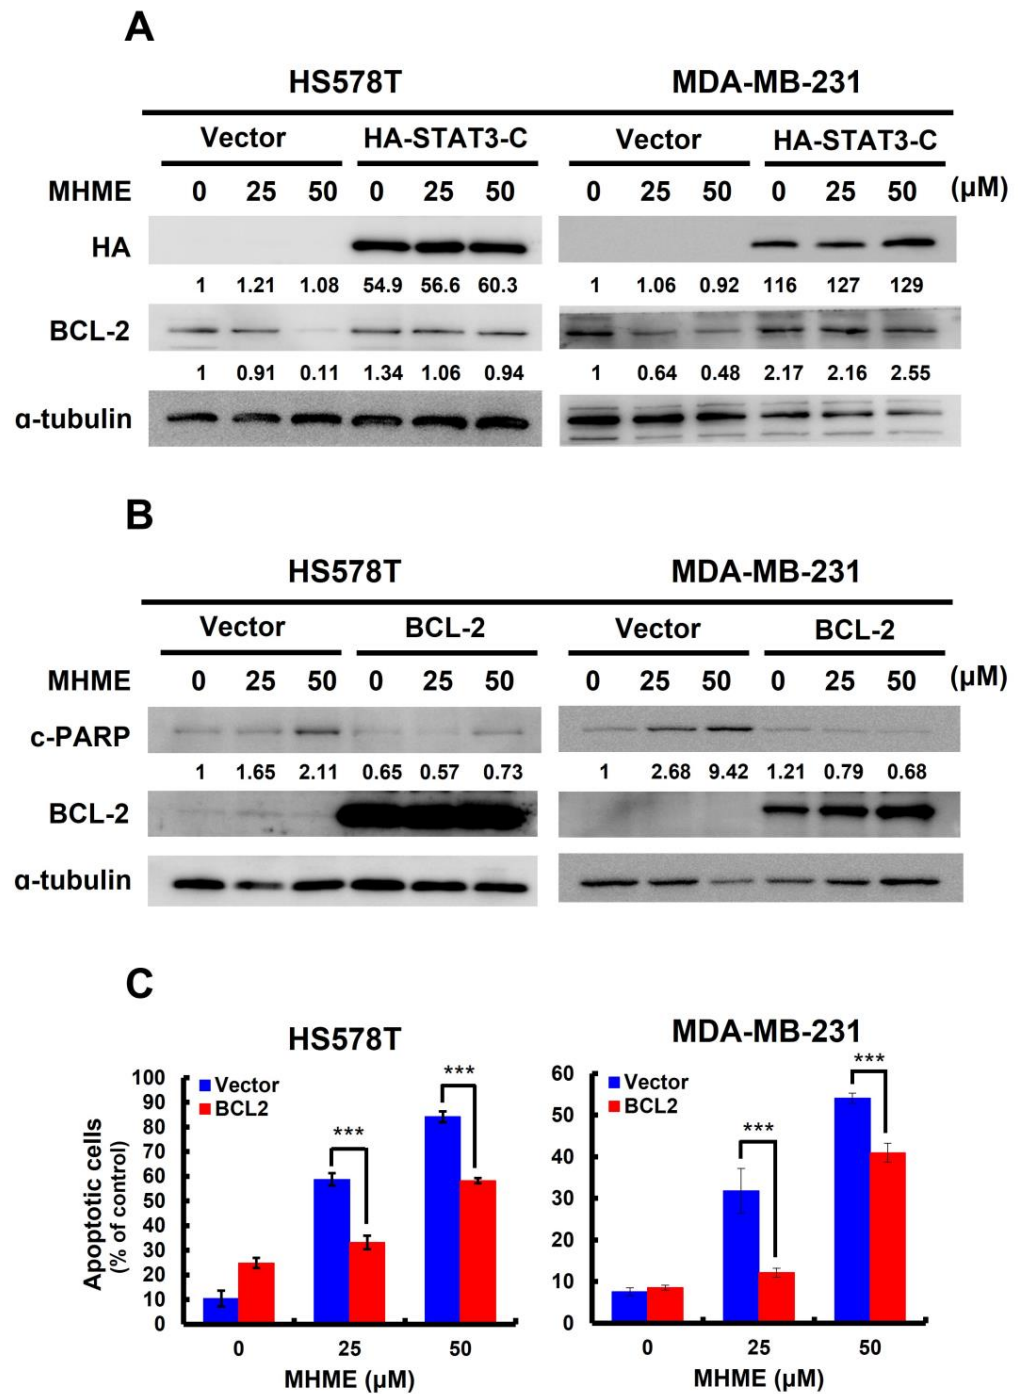 A
HS578T MDA-MB-231
Vector HA-STAT3-C Vector HA-STAT3-C
MHME 0 25 50 0 25 50 0 25 50 0 25 50 (μM)
HA
1 1.21 1.08 54.9 56.6 60.3 1 1.06 0.92 116 127 129
BCL-2
1 0.91 0.11 1.34 1.06 0.94 1 0.64 0.48 2.17 2.16 2.55
α-tubulin
B
HS578T MDA-MB-231
Vector BCL-2 Vector BCL-2
MHME 0 25 50 0 25 50 0 25 50 0 25 50 (μM)
c-PARP
1 1.65 2.11 0.65 0.57 0.73 1 2.68 9.42 1.21 0.79 0.68
BCL-2
α-tubulin
C
HS578T
Apoptotic cells
(% of control)
100
90
80
70
60
50
40
30
20
10
0
Vector
BCL2
***
***
0 25 50
MHME (μM)
MDA-MB-231
60
50
40
30
20
10
0
Vector
BCL2
***
***
0 25 50
MHME (μM)